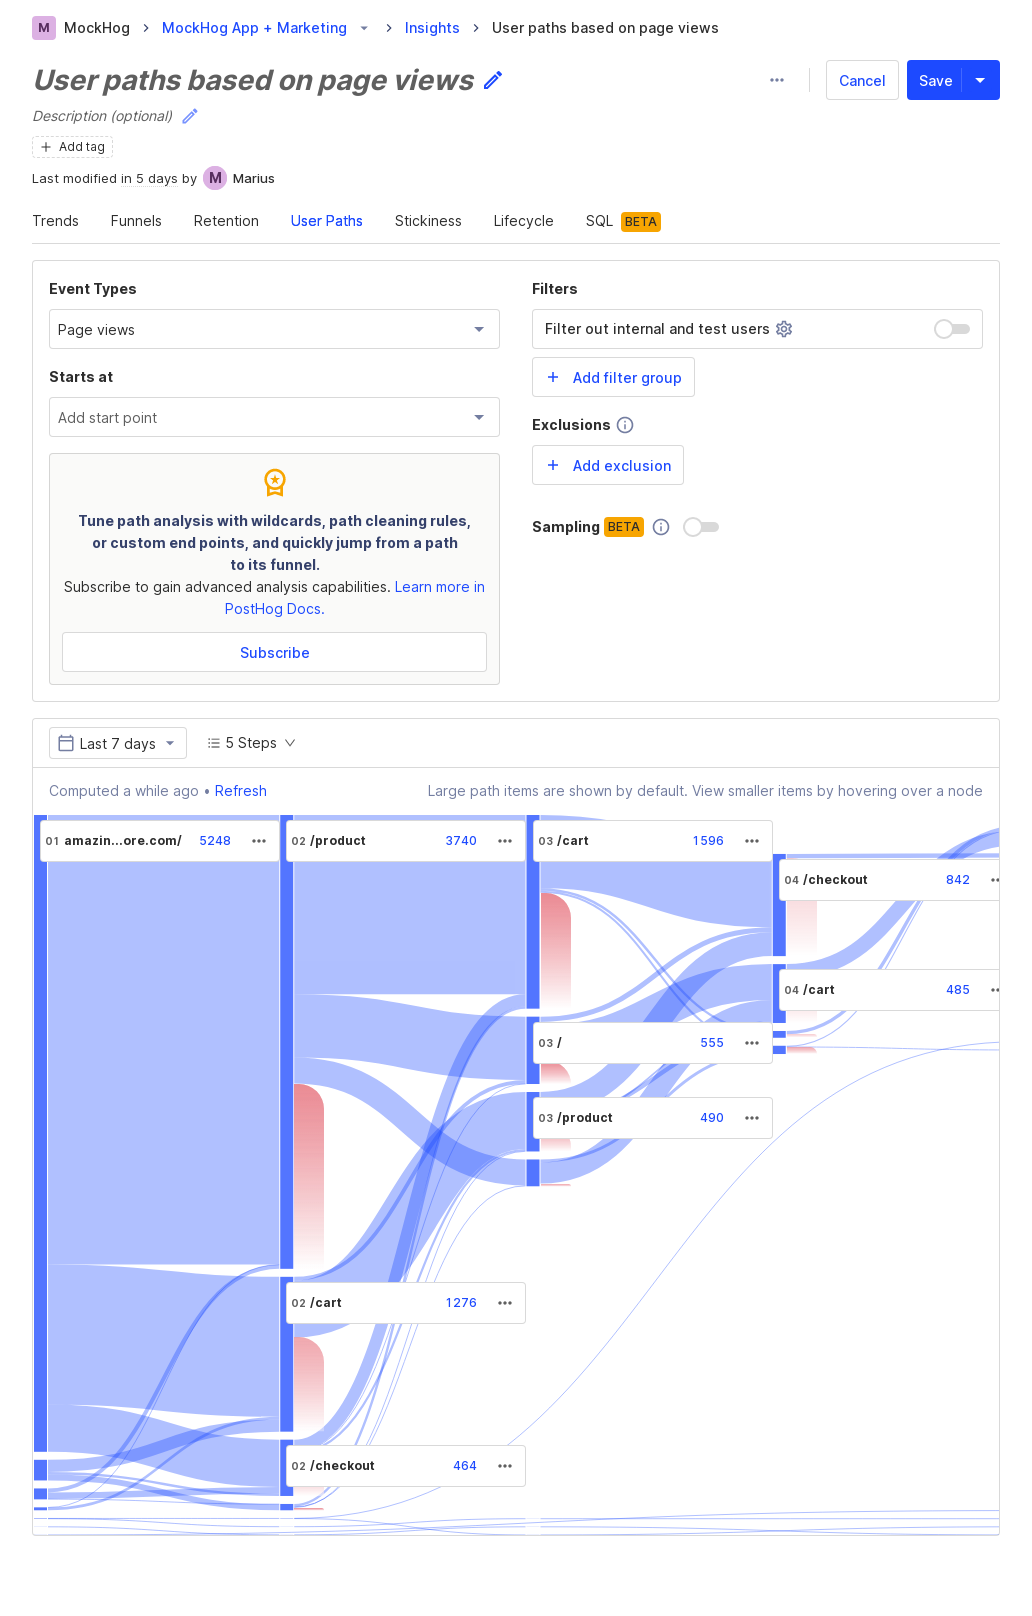 M MockHog MockHog App + Marketing Insights User paths based on page views
User paths based on page views
Cancel Save
Description (optional)
Add tag
Last modified in 5 days by M Marius
Trends Funnels Retention User Paths Stickiness Lifecycle SQL BETA
Event Types
Page views
Starts at
Add start point
Tune path analysis with wildcards, path cleaning rules,
or custom end points, and quickly jump from a path
to its funnel.
Subscribe to gain advanced analysis capabilities. Learn more in
PostHog Docs.
Subscribe
Filters
Filter out internal and test users
Add filter group
Exclusions
Add exclusion
Sampling BETA
Last 7 days 5 Steps
Computed a while ago • Refresh Large path items are shown by default. View smaller items by hovering over a node
01 amazin...ore.com/ 5248
02 /product 3740
03 /cart 1596
04 /checkout 842
04 /cart 485
03 / 555
03 /product 490
02 /cart 1276
02 /checkout 464